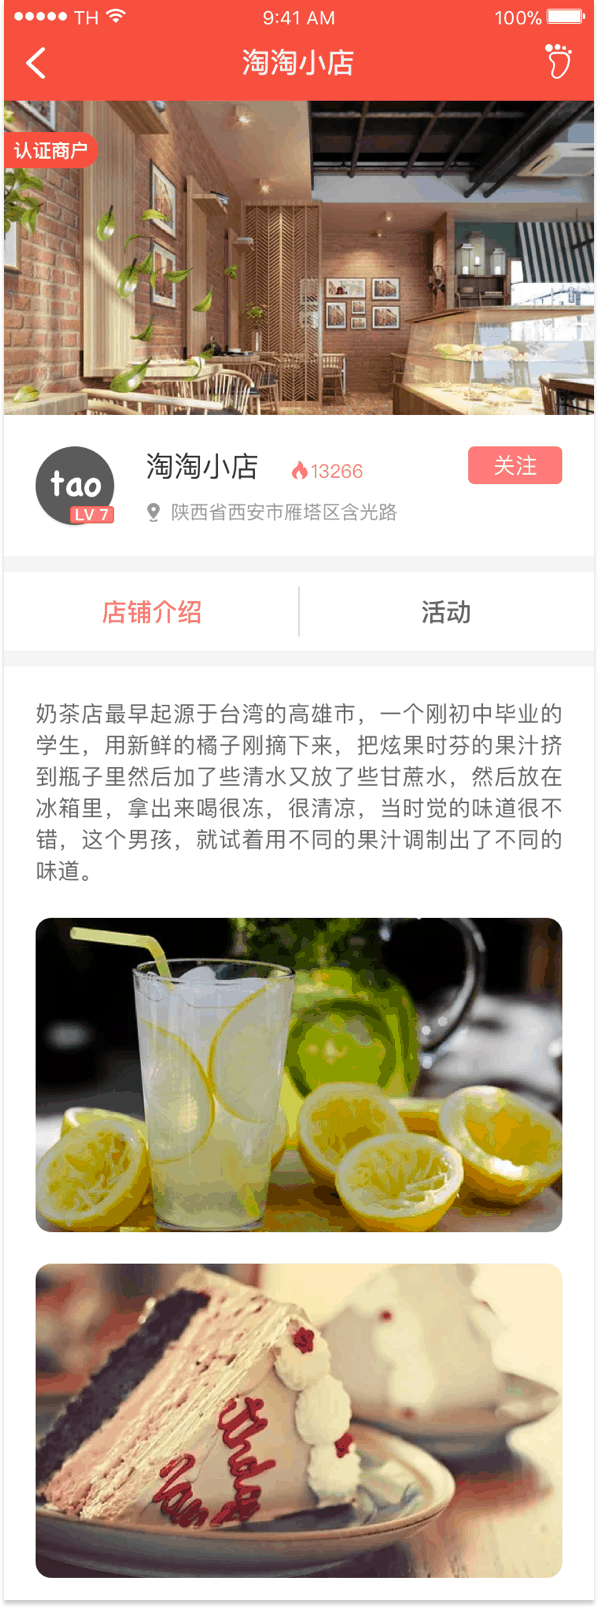 TH 9:41 AM 100%
淘淘小店
认证商户
tao
LV 7
淘淘小店 13266 关注
陕西省西安市雁塔区含光路
店铺介绍 活动
奶茶店最早起源于台湾的高雄市，一个刚初中毕业的
学生，用新鲜的橘子刚摘下来，把炫果时芬的果汁挤
到瓶子里然后加了些清水又放了些甘蔗水，然后放在
冰箱里，拿出来喝很冻，很清凉，当时觉的味道很不
错，这个男孩，就试着用不同的果汁调制出了不同的
味道。